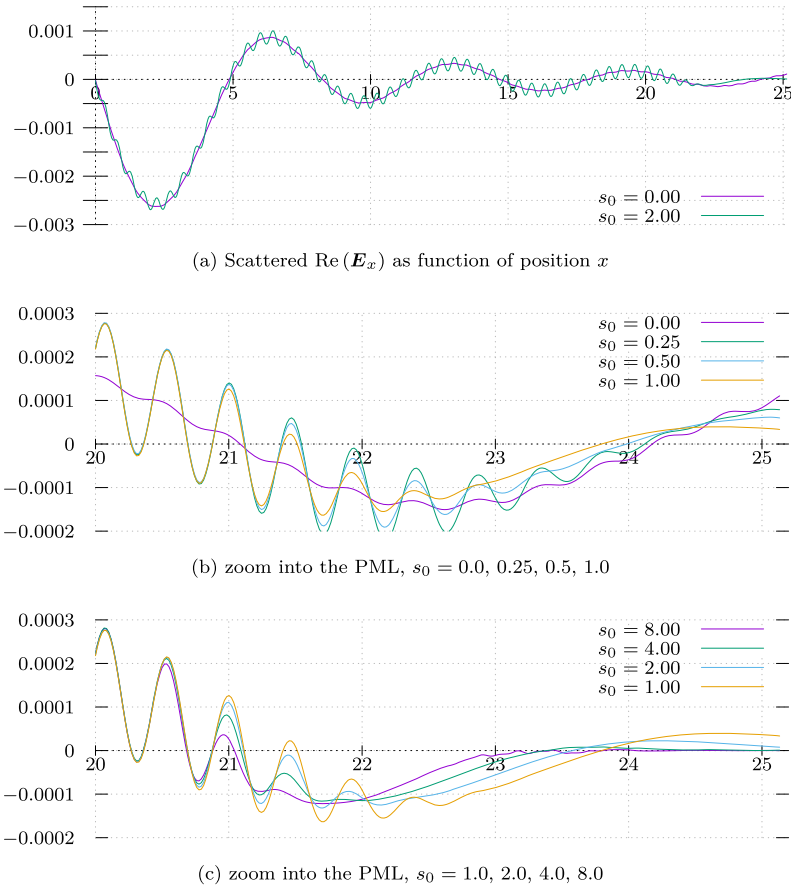 0.001
0
−0.001
−0.002
−0.003
0 5 10 15 20 25
s₀ = 0.00
s₀ = 2.00
(a) Scattered Re (Eₓ) as function of position x
0.0003
0.0002
0.0001
0
−0.0001
−0.0002
20 21 22 23 24 25
s₀ = 0.00
s₀ = 0.25
s₀ = 0.50
s₀ = 1.00
(b) zoom into the PML, s₀ = 0.0, 0.25, 0.5, 1.0
0.0003
0.0002
0.0001
0
−0.0001
−0.0002
20 21 22 23 24 25
s₀ = 8.00
s₀ = 4.00
s₀ = 2.00
s₀ = 1.00
(c) zoom into the PML, s₀ = 1.0, 2.0, 4.0, 8.0